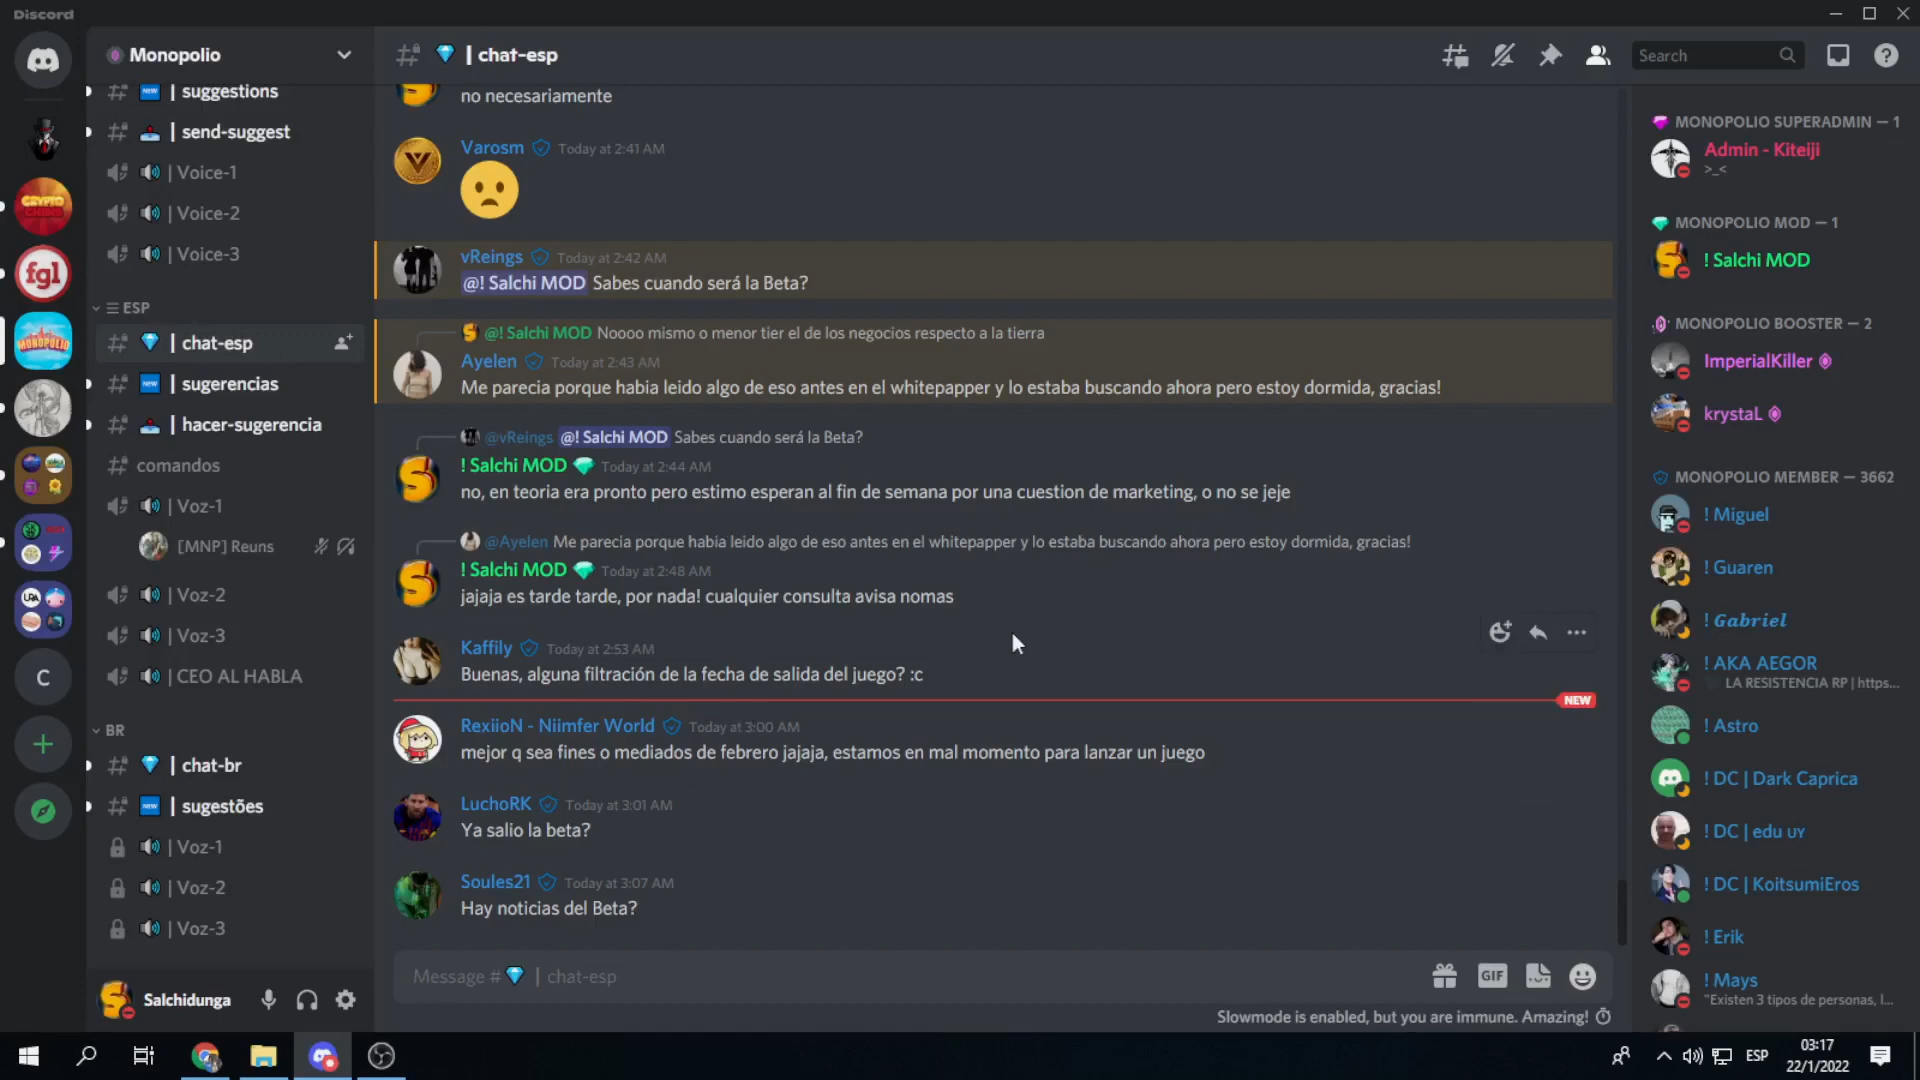 Discord
Monopolio
| suggestions
| send-suggest
| Voice-1
| Voice-2
| Voice-3
ESP
| chat-esp
| sugerencias
| hacer-sugerencia
comandos
| Voz-1
[MNP] Reuns
| Voz-2
| Voz-3
| CEO AL HABLA
BR
| chat-br
| sugestões
| Voz-1
| Voz-2
| Voz-3
Salchidunga
CRYPTO
fgl
MONOPOLIO
C
| chat-esp
Search
no necesariamente
Varosm Today at 2:41 AM
vReings Today at 2:42 AM
@! Salchi MOD Sabes cuando será la Beta?
@! Salchi MOD Noooo mismo o menor tier el de los negocios respecto a la tierra
Ayelen Today at 2:43 AM
Me parecia porque habia leido algo de eso antes en el whitepapper y lo estaba buscando ahora pero estoy dormida, gracias!
@vReings @! Salchi MOD Sabes cuando será la Beta?
! Salchi MOD Today at 2:44 AM
no, en teoria era pronto pero estimo esperan al fin de semana por una cuestion de marketing, o no se jeje
@Ayelen Me parecia porque habia leido algo de eso antes en el whitepapper y lo estaba buscando ahora pero estoy dormida, gracias!
! Salchi MOD Today at 2:48 AM
jajaja es tarde tarde, por nada! cualquier consulta avisa nomas
Kaffily Today at 2:53 AM
Buenas, alguna filtración de la fecha de salida del juego? :c
NEW
RexiioN - Niimfer World Today at 3:00 AM
mejor q sea fines o mediados de febrero jajaja, estamos en mal momento para lanzar un juego
LuchoRK Today at 3:01 AM
Ya salio la beta?
Soules21 Today at 3:07 AM
Hay noticias del Beta?
Message # | chat-esp
GIF
Slowmode is enabled, but you are immune. Amazing!
MONOPOLIO SUPERADMIN — 1
Admin - Kiteiji
>_<
MONOPOLIO MOD — 1
! Salchi MOD
MONOPOLIO BOOSTER — 2
ImperialKiller
krystaL
MONOPOLIO MEMBER — 3662
! Miguel
! Guaren
! Gabriel
! AKA AEGOR
LA RESISTENCIA RP | https...
! Astro
! DC | Dark Caprica
! DC | edu UY
! DC | KoitsumiEros
! Erik
! Mays
"Existen 3 tipos de personas, l...
ESP
03:17
22/1/2022